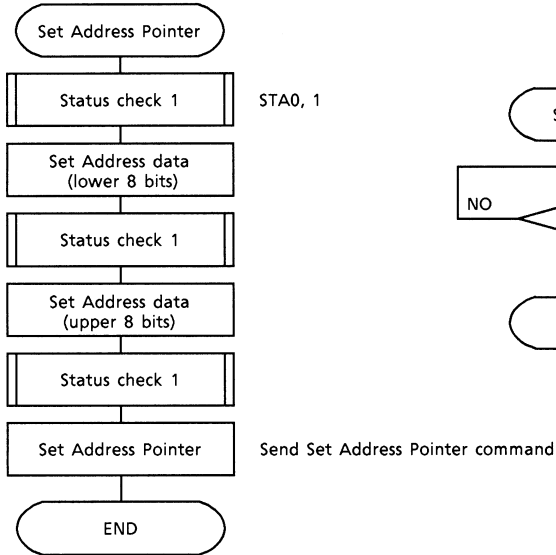 Set Address Pointer
Status check 1
STA0, 1
Set Address data
(lower 8 bits)
Status check 1
Set Address data
(upper 8 bits)
Status check 1
Set Address Pointer
Send Set Address Pointer command
END
NO